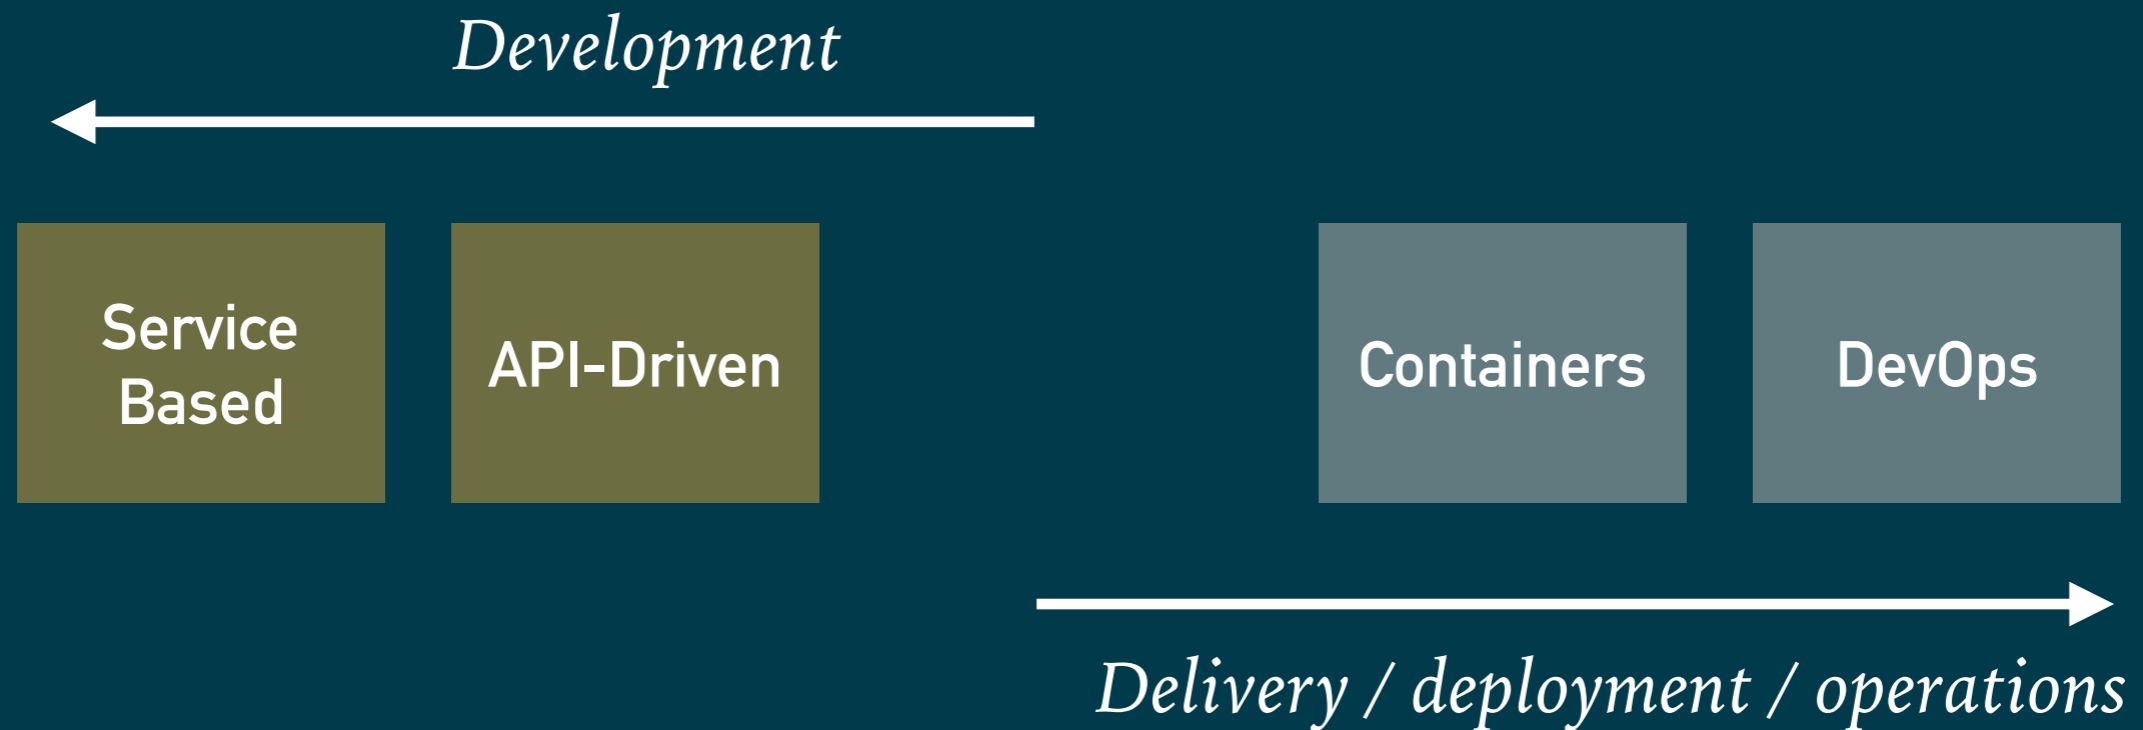 Development
Service
Based
API-Driven
Containers
DevOps
Delivery / deployment / operations